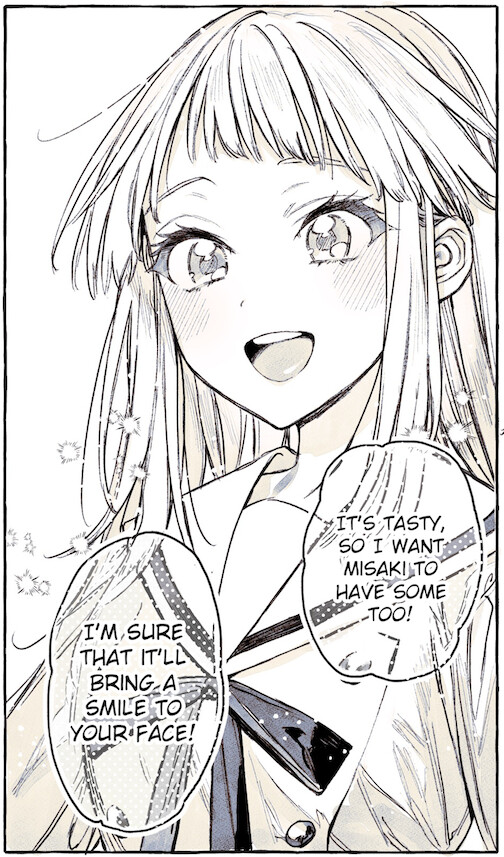 IT'S TASTY,
SO I WANT
MISAKI TO
HAVE SOME
TOO!
I'M SURE
THAT IT'LL
BRING A
SMILE TO
YOUR FACE!